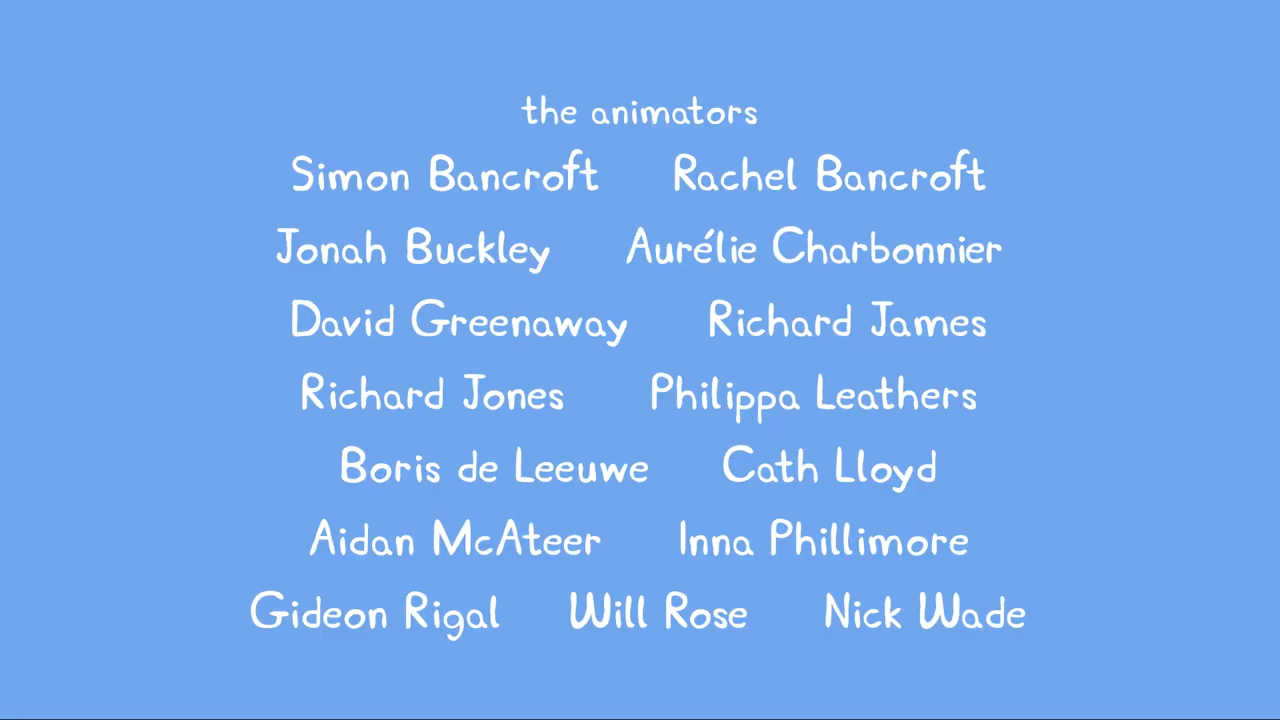 the animators
Simon Bancroft Rachel Bancroft
Jonah Buckley Aurélie Charbonnier
David Greenaway Richard James
Richard Jones Philippa Leathers
Boris de Leeuwe Cath Lloyd
Aidan McAteer Inna Phillimore
Gideon Rigal Will Rose Nick Wade